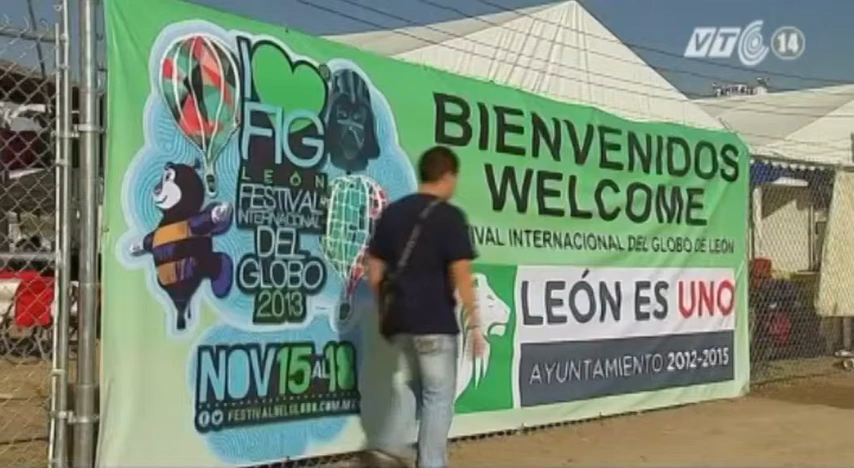 VTC 14
I
FIG
LEÓN
FESTIVAL
INTERNACIONAL
DEL
GLOBO
2013
NOV 15 AL 18
FESTIVALDELGLOBO.COM.MX
BIENVENIDOS
WELCOME
IVAL INTERNACIONAL DEL GLOBO DE LEÓN
LEÓN ES UNO
AYUNTAMIENTO 2012-2015